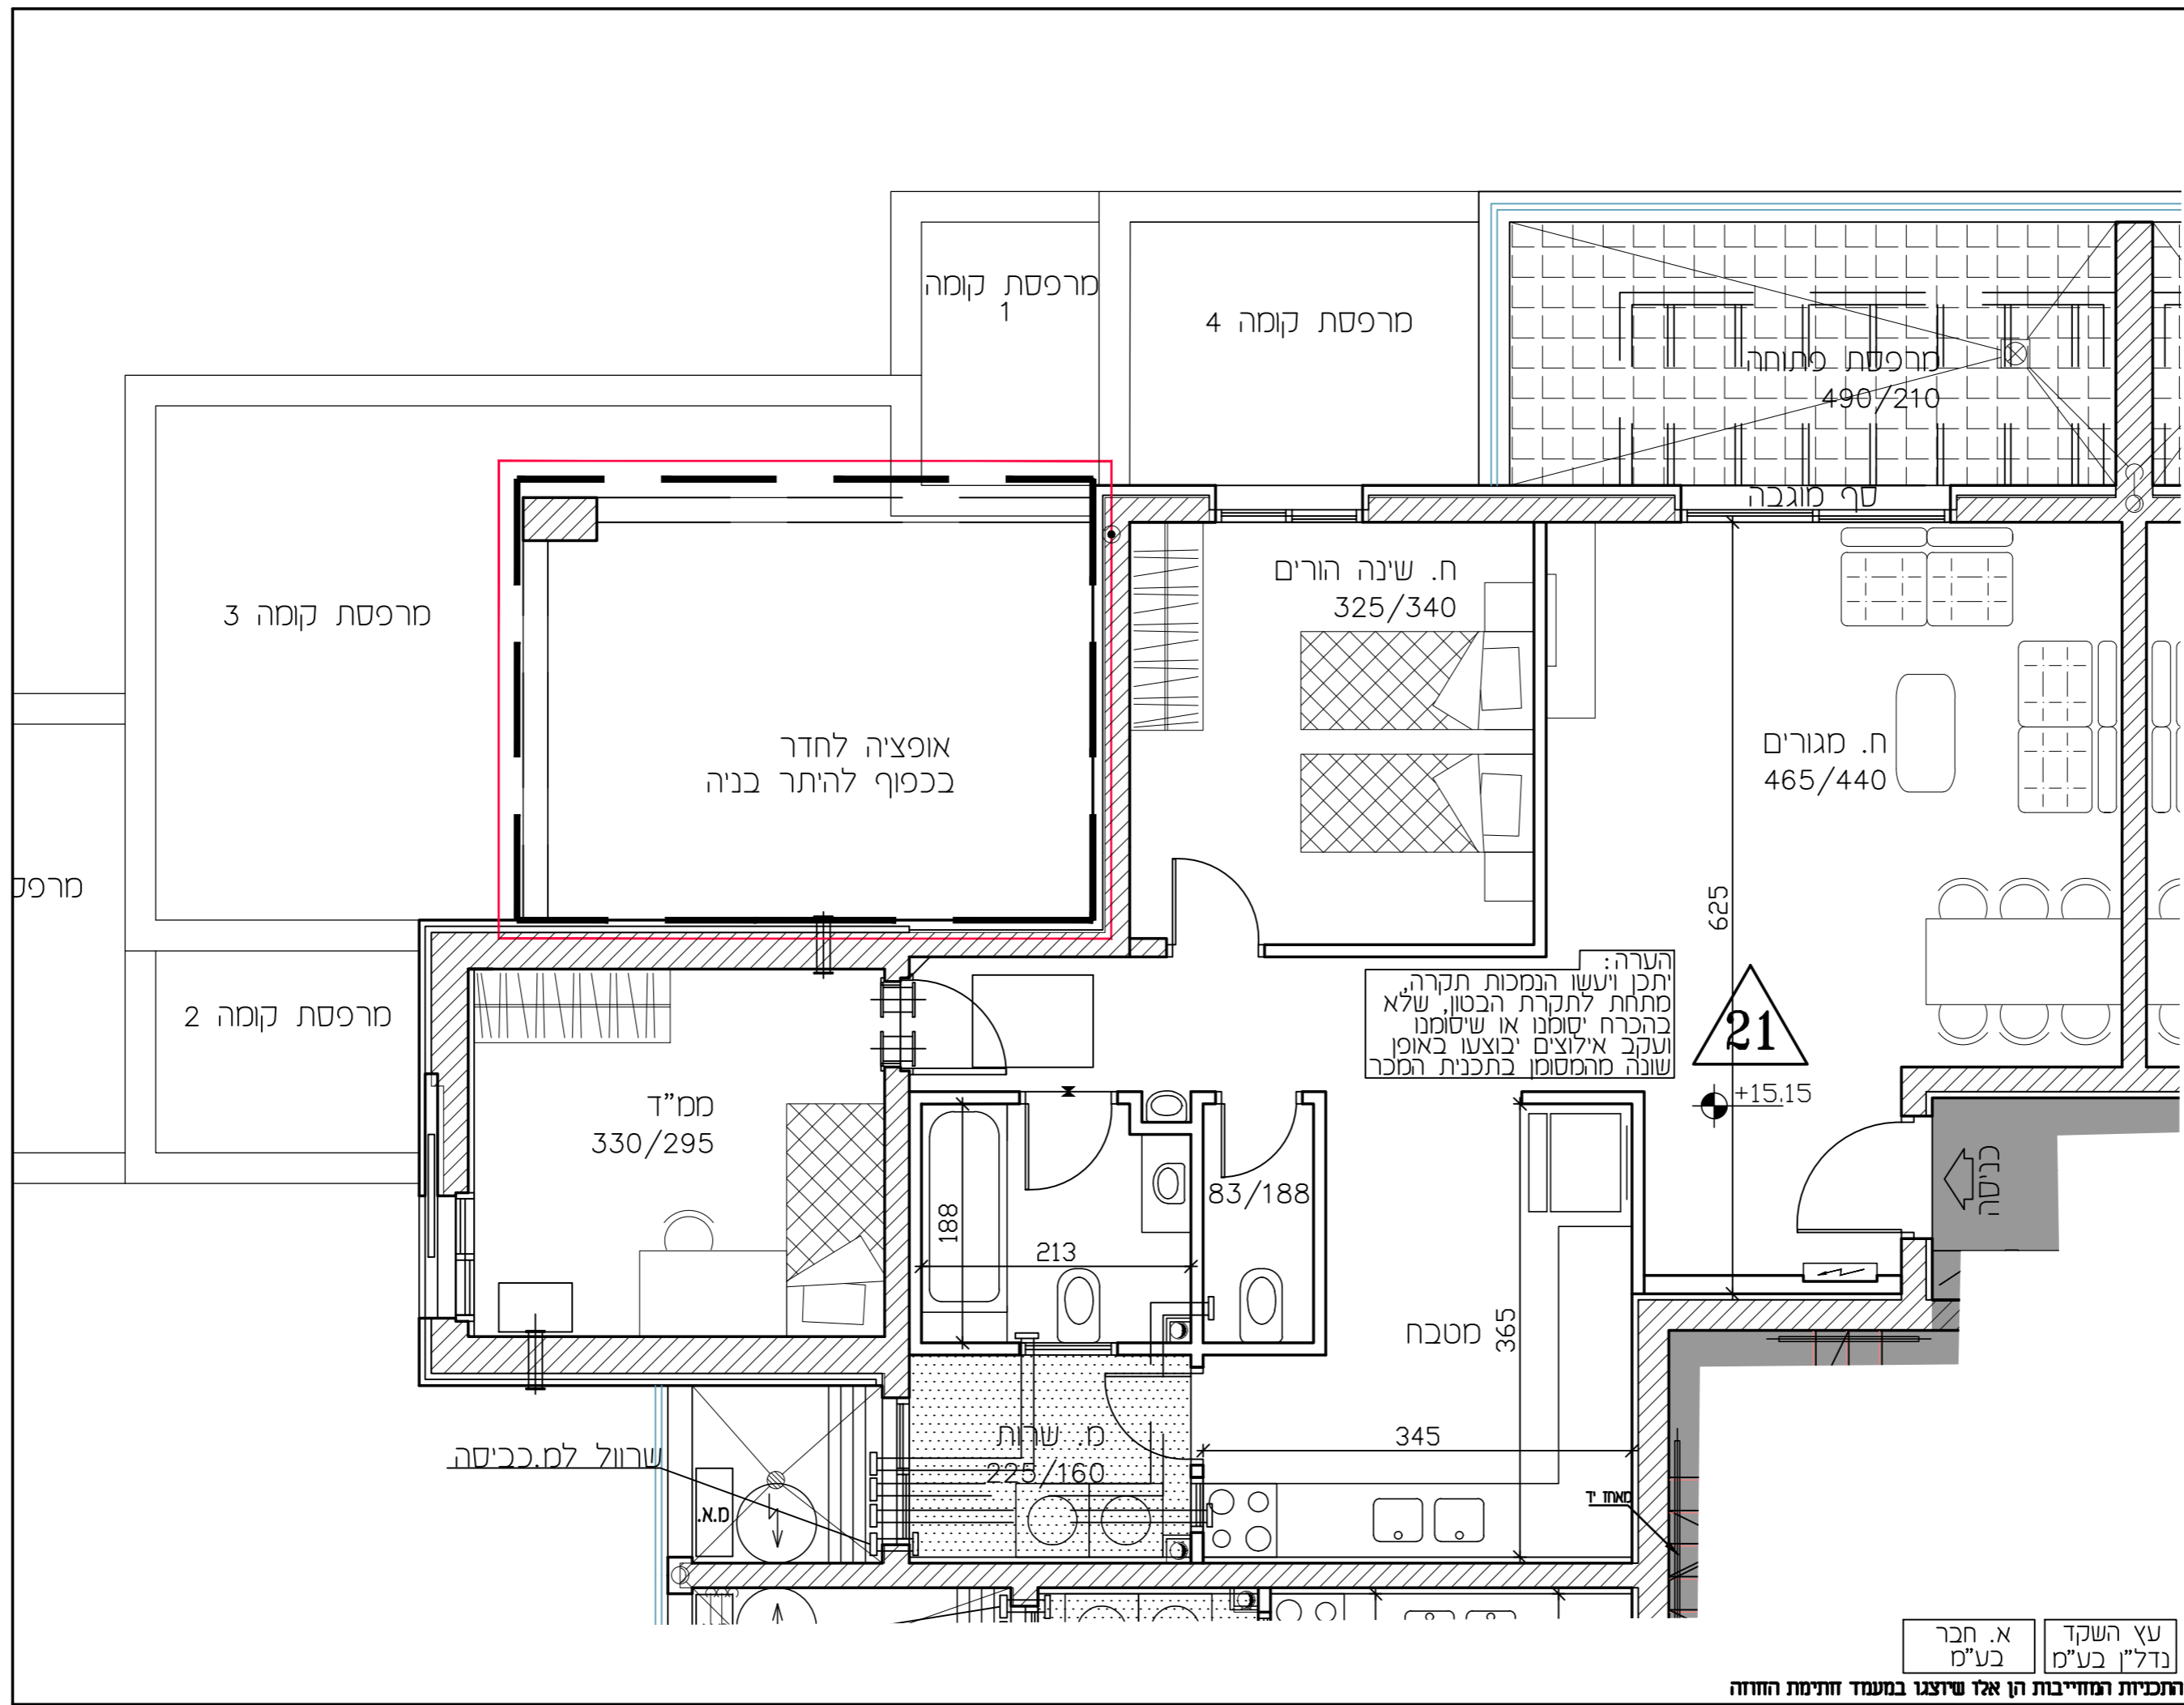 מרפסת קומה
1
מרפסת קומה 4
מרפסת פתוחה
490/210
סף מוגבה
ח. שינה הורים
325/340
מרפסת קומה 3
אופציה לחדר
בכפוף להיתר בניה
ח. מגורים
465/440
625
מרפס
מרפסת קומה 2
הערה:
יתכן ויעשו הנמכות תקרה,
מתחת לתקרת הבטון, שלא
בהכרח יסומנו או שיסומנו
ועקב אילוצים יבוצעו באופן
שונה מהמסומן בתכנית המכר
21
+15.15
ממ"ד
330/295
כניסה
83/188
188
213
מטבח
365
345
מ. שרות
225/160
שרוול למ.כביסה
מ.א.
מאחז יד
עץ השקד
נדל"ן בע"מ
א. חבר
בע"מ
התכניות המחייבות הן אלו שיוצגו במעמד חתימת החוזה